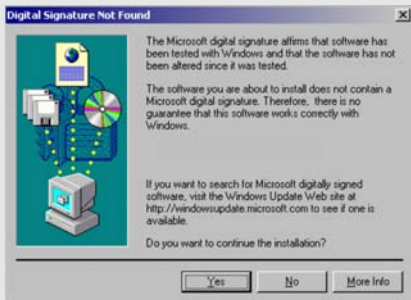 Digital Signature Not Found
The Microsoft digital signature affirms that software has
been tested with Windows and that the software has not
been altered since it was tested.
The software you are about to install does not contain a
Microsoft digital signature. Therefore, there is no
guarantee that this software works correctly with
Windows.
If you want to search for Microsoft digitally signed
software, visit the Windows Update Web site at
http://windowsupdate.microsoft.com to see if one is
available.
Do you want to continue the installation?
Yes No More Info